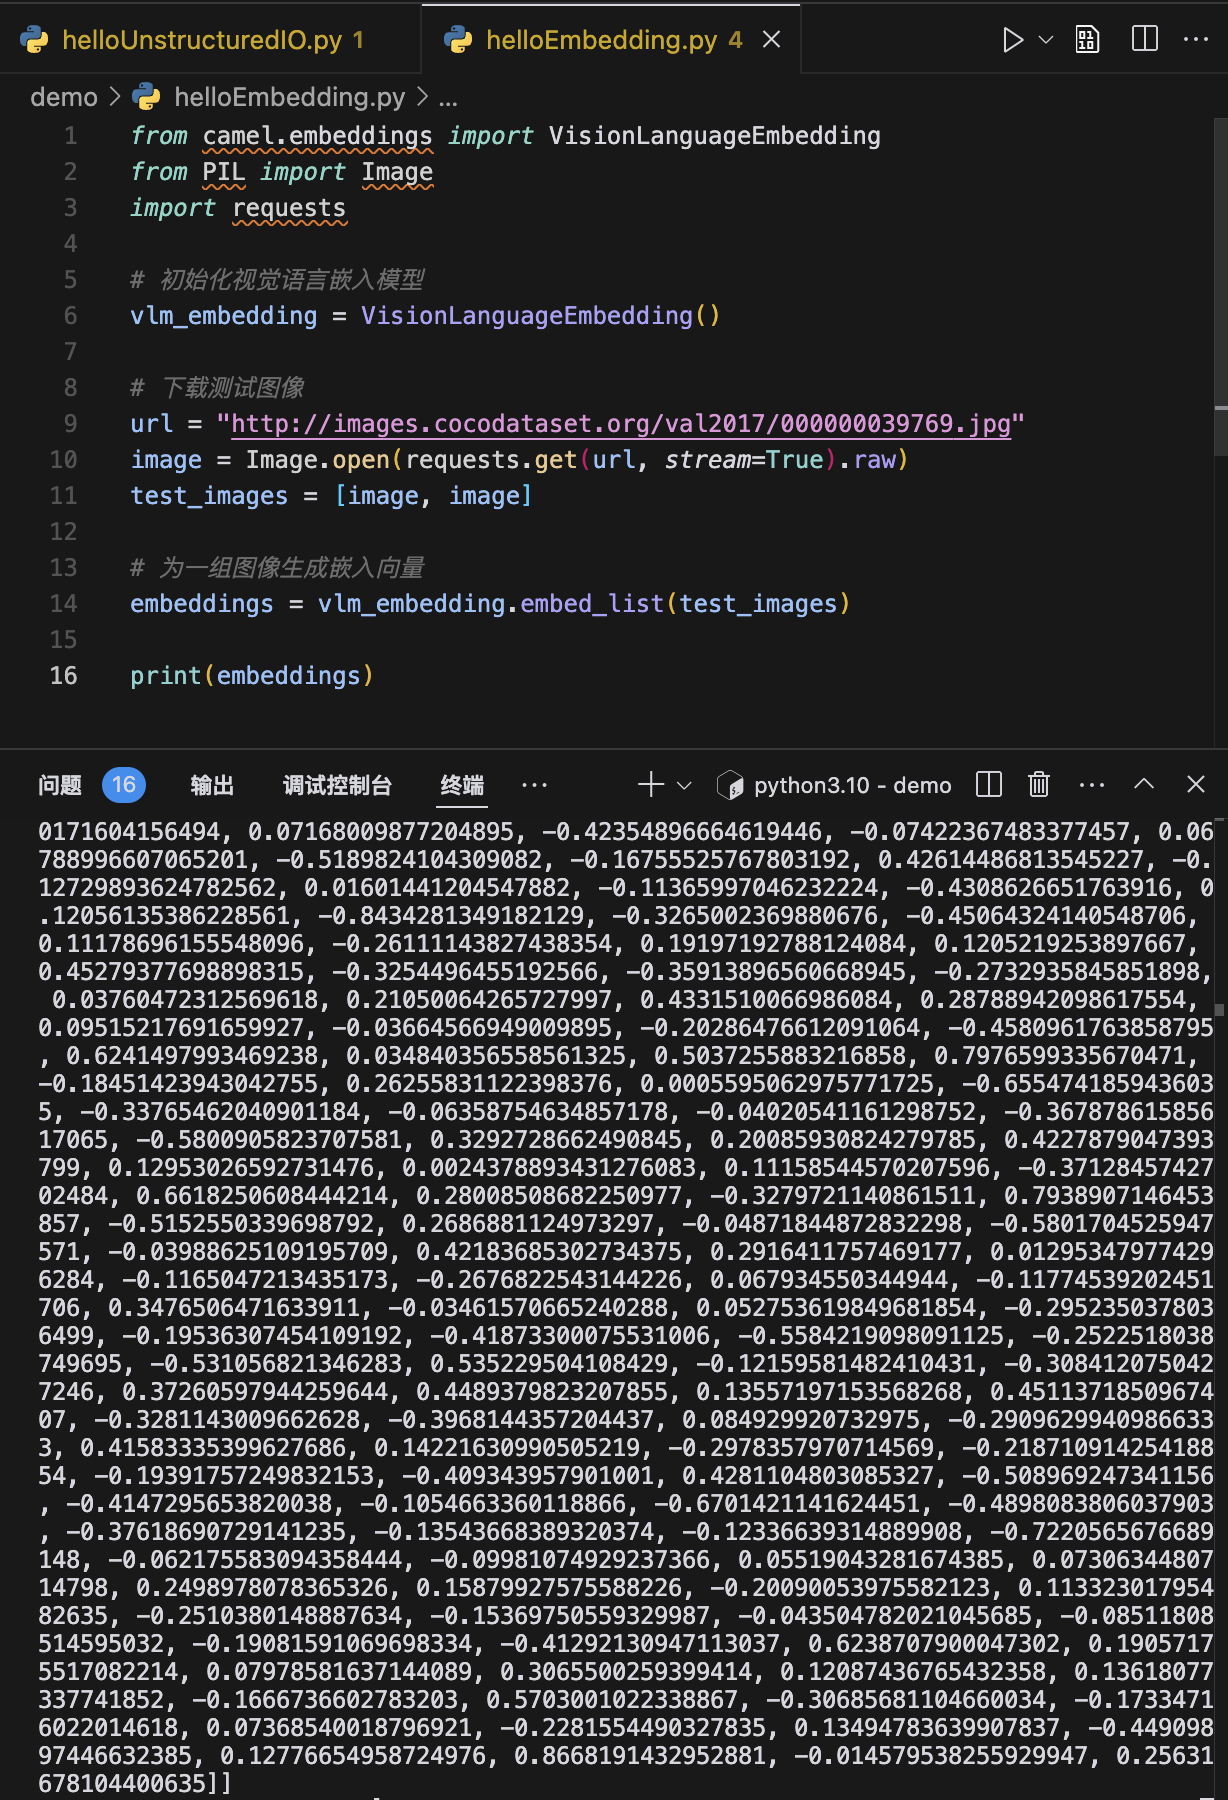 helloUnstructuredIO.py 1
helloEmbedding.py 4
demo > helloEmbedding.py > ...
1 from camel.embeddings import VisionLanguageEmbedding
2 from PIL import Image
3 import requests
4
5 # 初始化视觉语言嵌入模型
6 vlm_embedding = VisionLanguageEmbedding()
7
8 # 下载测试图像
9 url = "http://images.cocodataset.org/val2017/000000039769.jpg"
10 image = Image.open(requests.get(url, stream=True).raw)
11 test_images = [image, image]
12
13 # 为一组图像生成嵌入向量
14 embeddings = vlm_embedding.embed_list(test_images)
15
16 print(embeddings)
问题 16 输出 调试控制台 终端 ... python3.10 - demo
0171604156494, 0.07168009877204895, -0.42354896664619446, -0.07422367483377457, 0.06
788996607065201, -0.5189824104309082, -0.16755525767803192, 0.42614486813545227, -0.
12729893624782562, 0.01601441204547882, -0.11365997046232224, -0.4308626651763916, 0
.12056135386228561, -0.8434281349182129, -0.3265002369880676, -0.45064324140548706,
0.11178696155548096, -0.261111438274383​54, 0.19197192788124084, 0.1205219253897667,
0.45279377698898315, -0.3254496455192566, -0.35913896560668945, -0.2732935845851898,
0.03760472312569618, 0.21050064265727997, 0.4331510066986084, 0.28788942098617554,
0.09515217691659927, -0.03664566949009895, -0.20286476612091064, -0.4580961763858795
, 0.6241497993469238, 0.034840356558561325, 0.5037255883216858, 0.7976599335670471,
-0.18451423943042755, 0.262558311223983​76, 0.0005595062975771725, -0.655474185943603
5, -0.33765462040901184, -0.06358754634857178, -0.04020541161298752, -0.367878615856
17065, -0.5800905823707581, 0.3292728662490845, 0.20085930824279785, 0.4227879047393
799, 0.12953026592731476, 0.0024378893431276083, 0.11158544570207596, -0.37128457427
02484, 0.6618250608444214, 0.28008508682250977, -0.3279721140861511, 0.7938907146453
857, -0.5152550339698792, 0.2686881124973297, -0.04871844872832298, -0.5801704525947
571, -0.03988625109195709, 0.421836853027343​75, 0.2916411757469177, 0.01295347977429
6284, -0.1165047213435173, -0.2676822543144226, 0.067934550344944, -0.11774539202451
706, 0.3476506471633911, -0.03461570665240288, 0.052753619849681854, -0.295235037803
6499, -0.19536307454109192, -0.41873300075531006, -0.5584219098091125, -0.2522518038
749695, -0.531056821346283, 0.535229504108429, -0.12159581482410431, -0.308412075042
7246, 0.37260597944259644, 0.4489379823207855, 0.13557197153568268, 0.45113718509674
07, -0.3281143009662628, -0.3968144357204437, 0.084929920732975, -0.2909629940986633
3, 0.41583335399627686, 0.14221630990505219, -0.2978357970714569, -0.218710914254188
54, -0.19391757249832153, -0.409343957901001, 0.4281104803085327, -0.508969247341156
, -0.4147295653820038, -0.1054663360118866, -0.6701421141624451, -0.4898083806037903
, -0.37618690729141235, -0.13543668389320374, -0.12336639314889908, -0.7220565676689
148, -0.062175583094358444, -0.09981074929237366, 0.05519043281674385, 0.07306344807
14798, 0.2498978078365326, 0.15879927575588226, -0.20090053975582123, 0.113323017954
82635, -0.2510380148887634, -0.15369750559329987, -0.043504782021045685, -0.08511808
514595032, -0.19081591069698334, -0.41292130947113037, 0.6238707900047302, 0.1905717
5517082214, 0.07978581637144089, 0.3065500259399414, 0.12087436765432358, 0.13618077
337741852, -0.1666736602783203, 0.5703001022338867, -0.30685681104660034, -0.1733471
6022014618, 0.07368540018796921, -0.2281554490327835, 0.13494783639907837, -0.449098
97446632385, 0.12776654958724976, 0.8668191432952881, -0.014579538255929947, 0.25631
678104400635]]